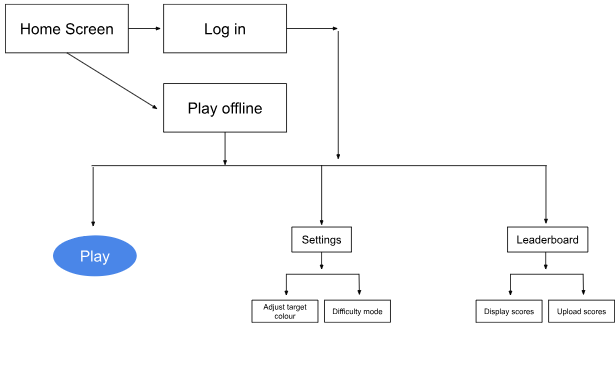 Home Screen
Log in
Play offline
Play
Settings
Leaderboard
Adjust target
colour
Difficulty mode
Display scores
Upload scores